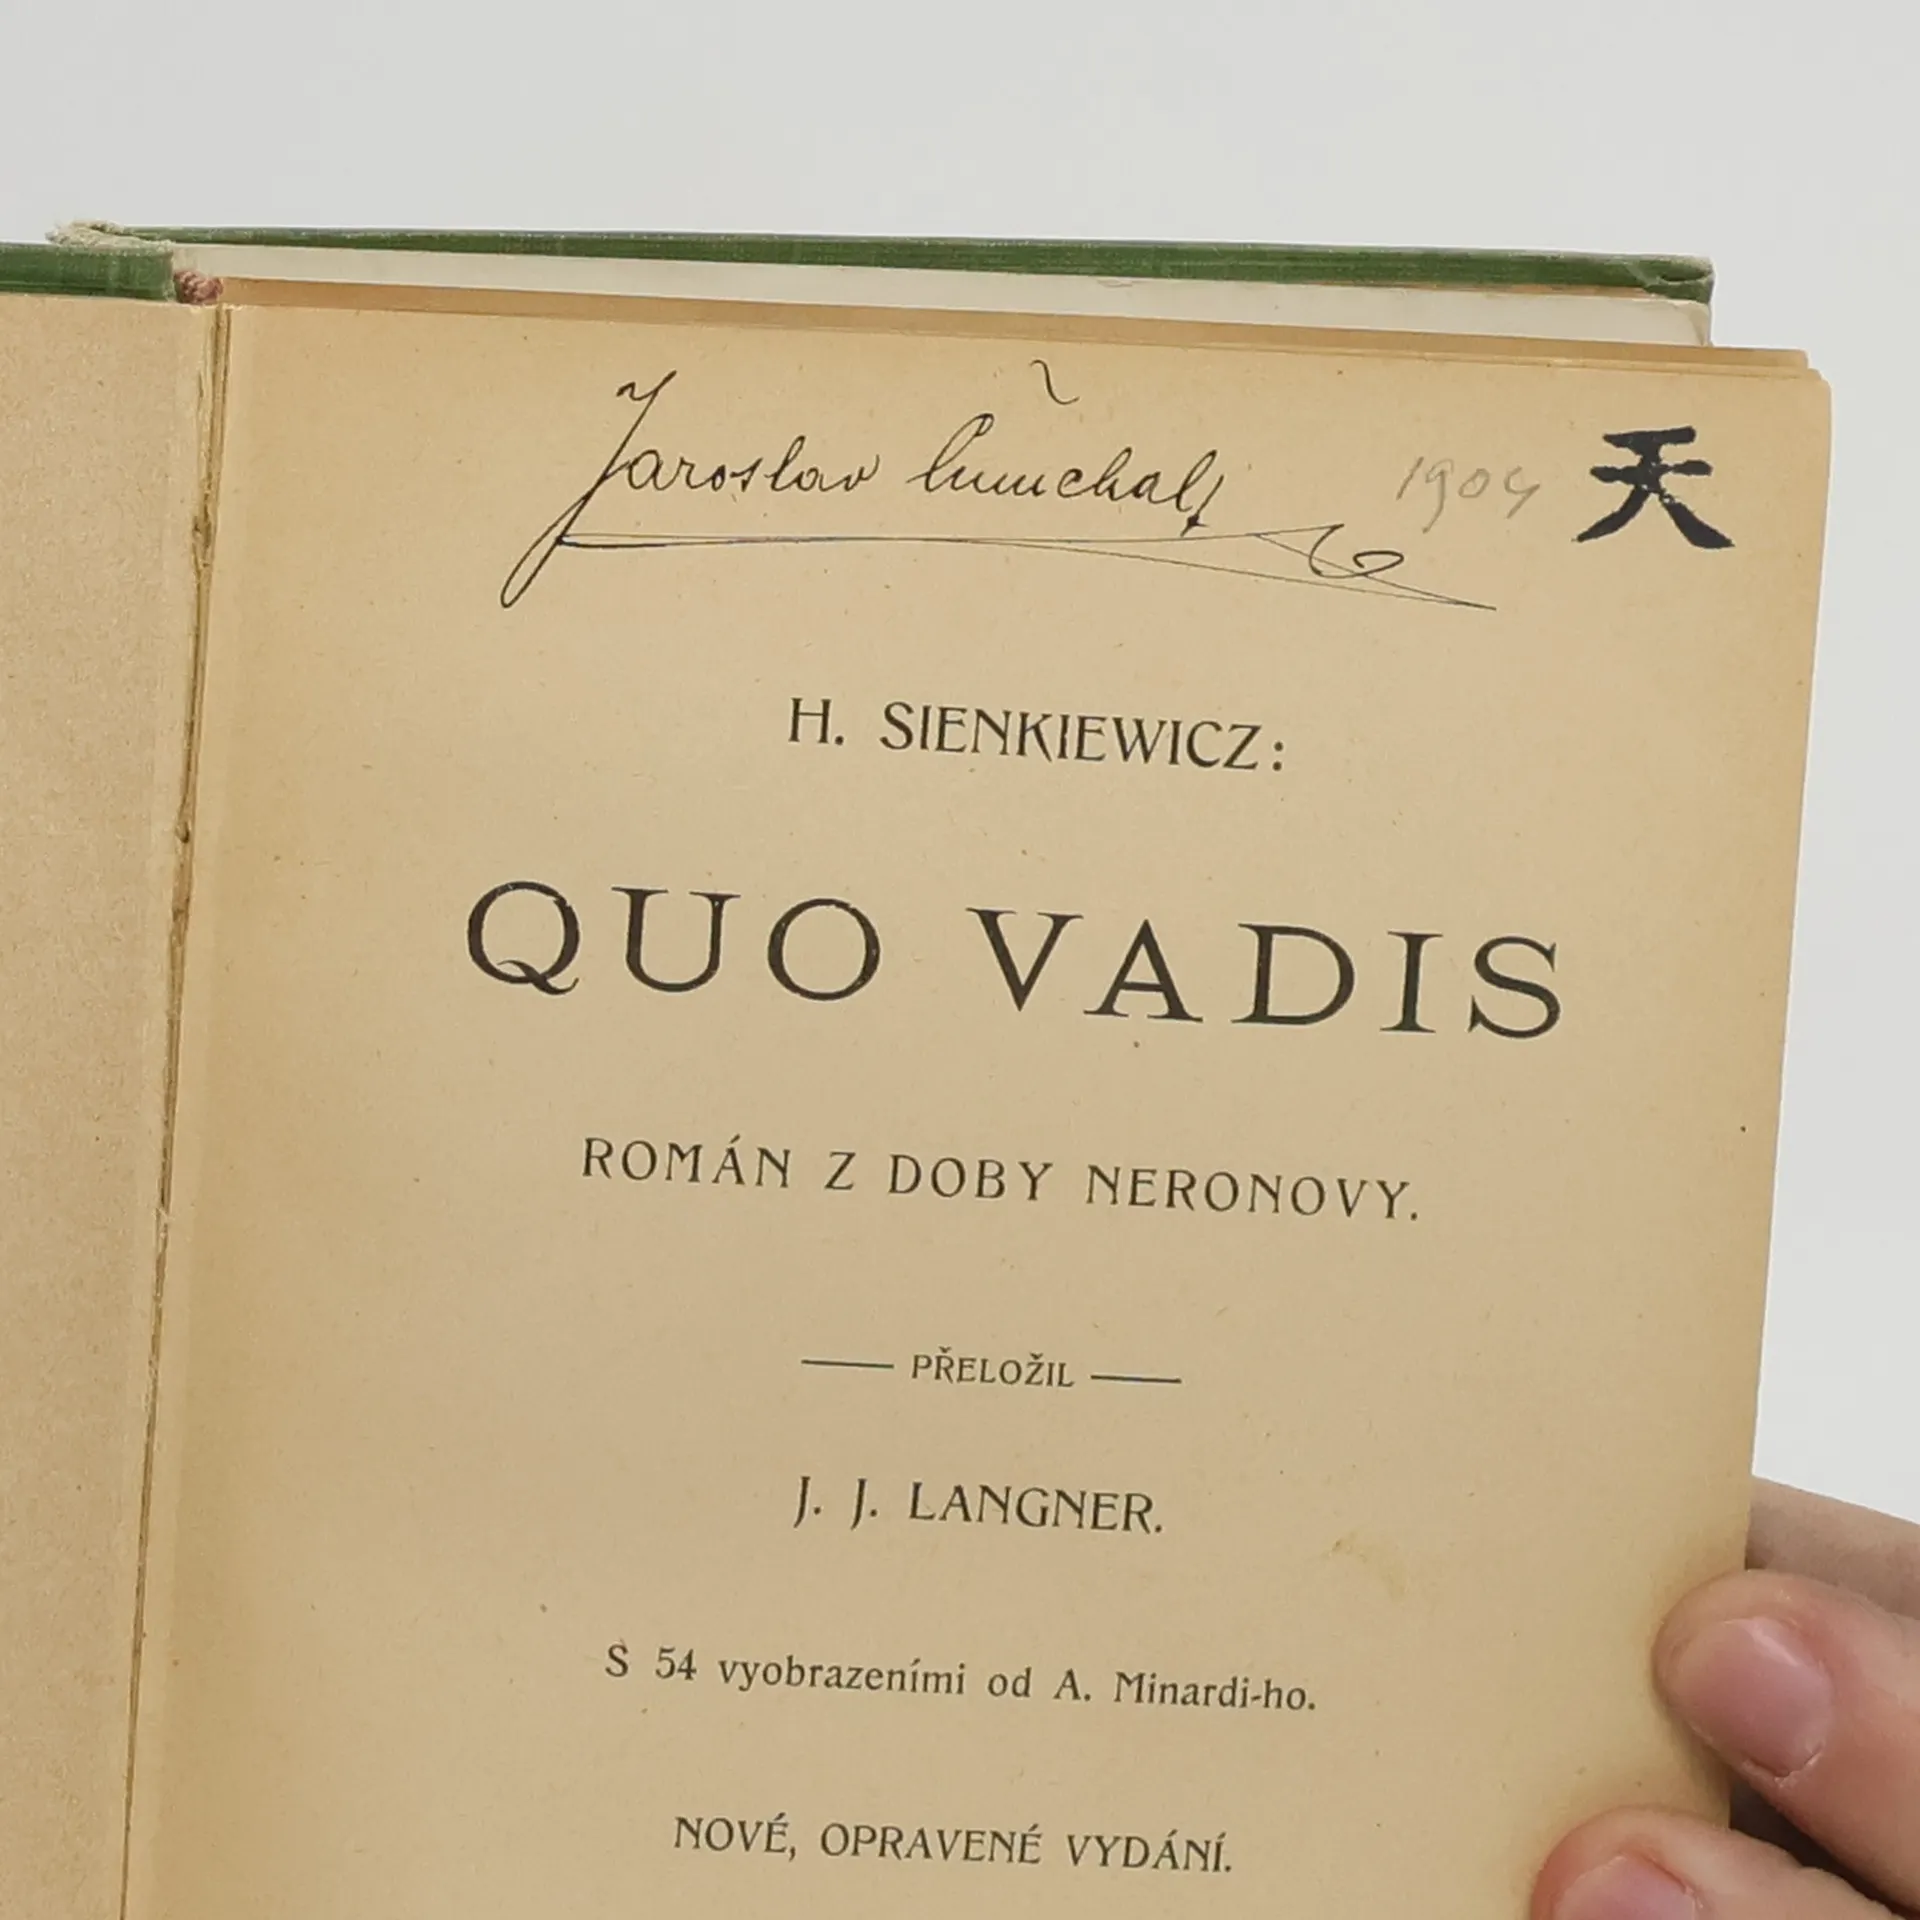 Jaroslav 1904 天
H. SIENKIEWICZ:
QUO VADIS
ROMÁN Z DOBY NERONOVY.
PŘELOŽIL
J. J. LANGNER.
S 54 vyobrazeními od A. Minardi-ho.
NOVÉ, OPRAVENÉ VYDÁNÍ.